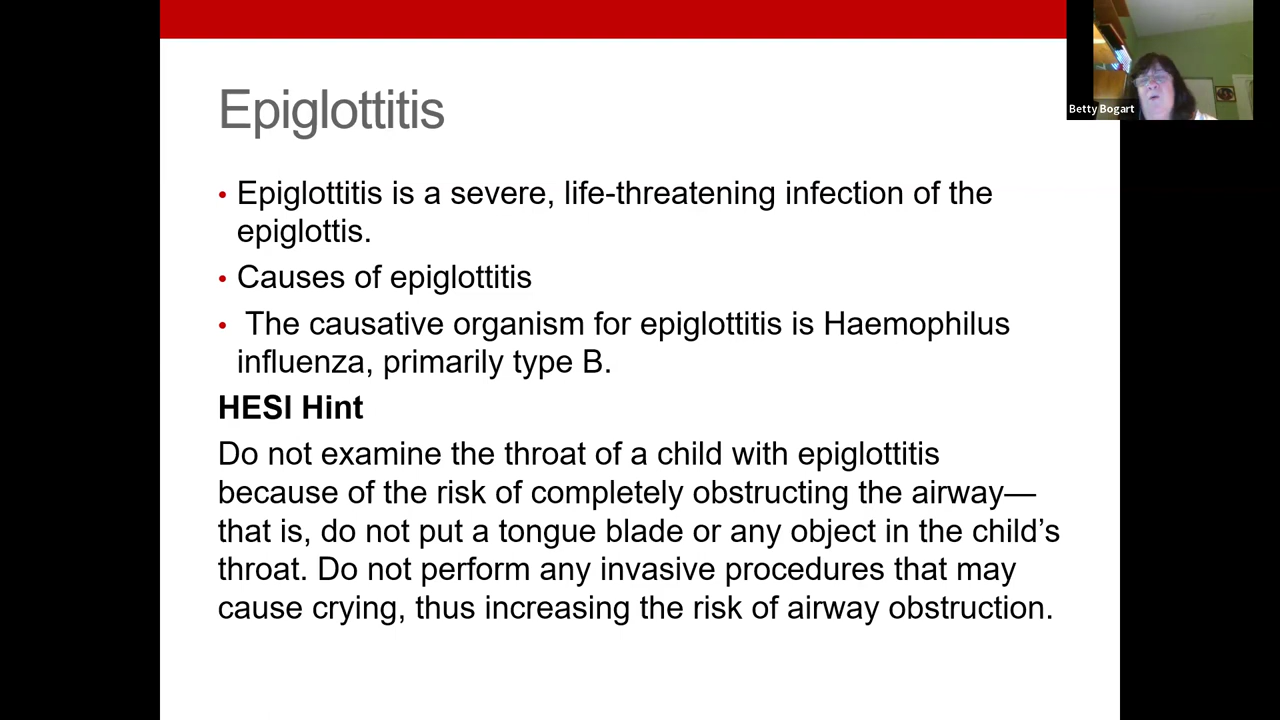 Epiglottitis
• Epiglottitis is a severe, life-threatening infection of the
epiglottis.
• Causes of epiglottitis
• The causative organism for epiglottitis is Haemophilus
influenza, primarily type B.
HESI Hint
Do not examine the throat of a child with epiglottitis
because of the risk of completely obstructing the airway—
that is, do not put a tongue blade or any object in the child’s
throat. Do not perform any invasive procedures that may
cause crying, thus increasing the risk of airway obstruction.
Betty Bogart